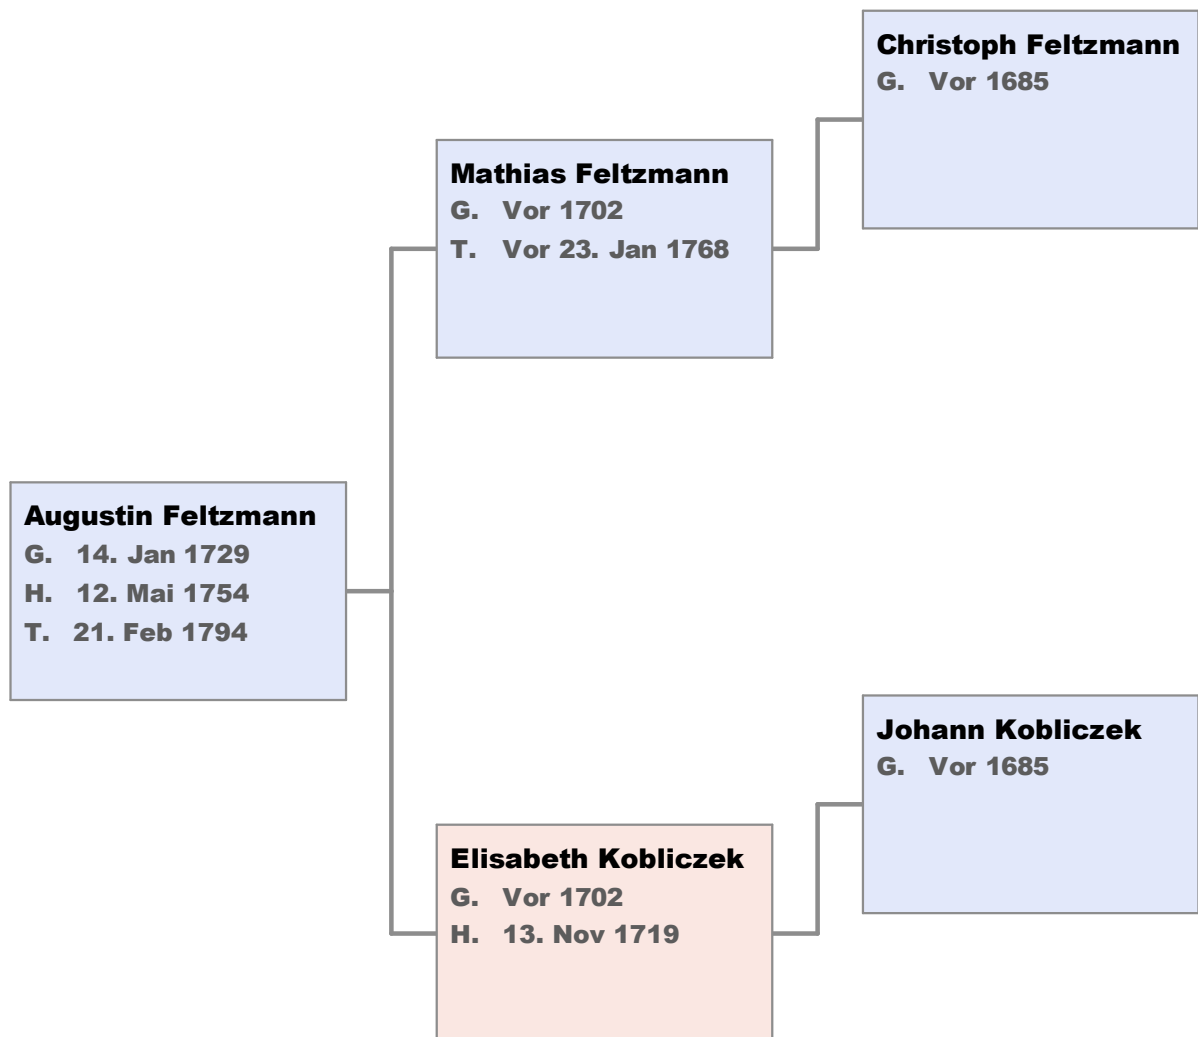 Christoph Feltzmann
G. Vor 1685
Mathias Feltzmann
G. Vor 1702
T. Vor 23. Jan 1768
Augustin Feltzmann
G. 14. Jan 1729
H. 12. Mai 1754
T. 21. Feb 1794
Johann Kobliczek
G. Vor 1685
Elisabeth Kobliczek
G. Vor 1702
H. 13. Nov 1719